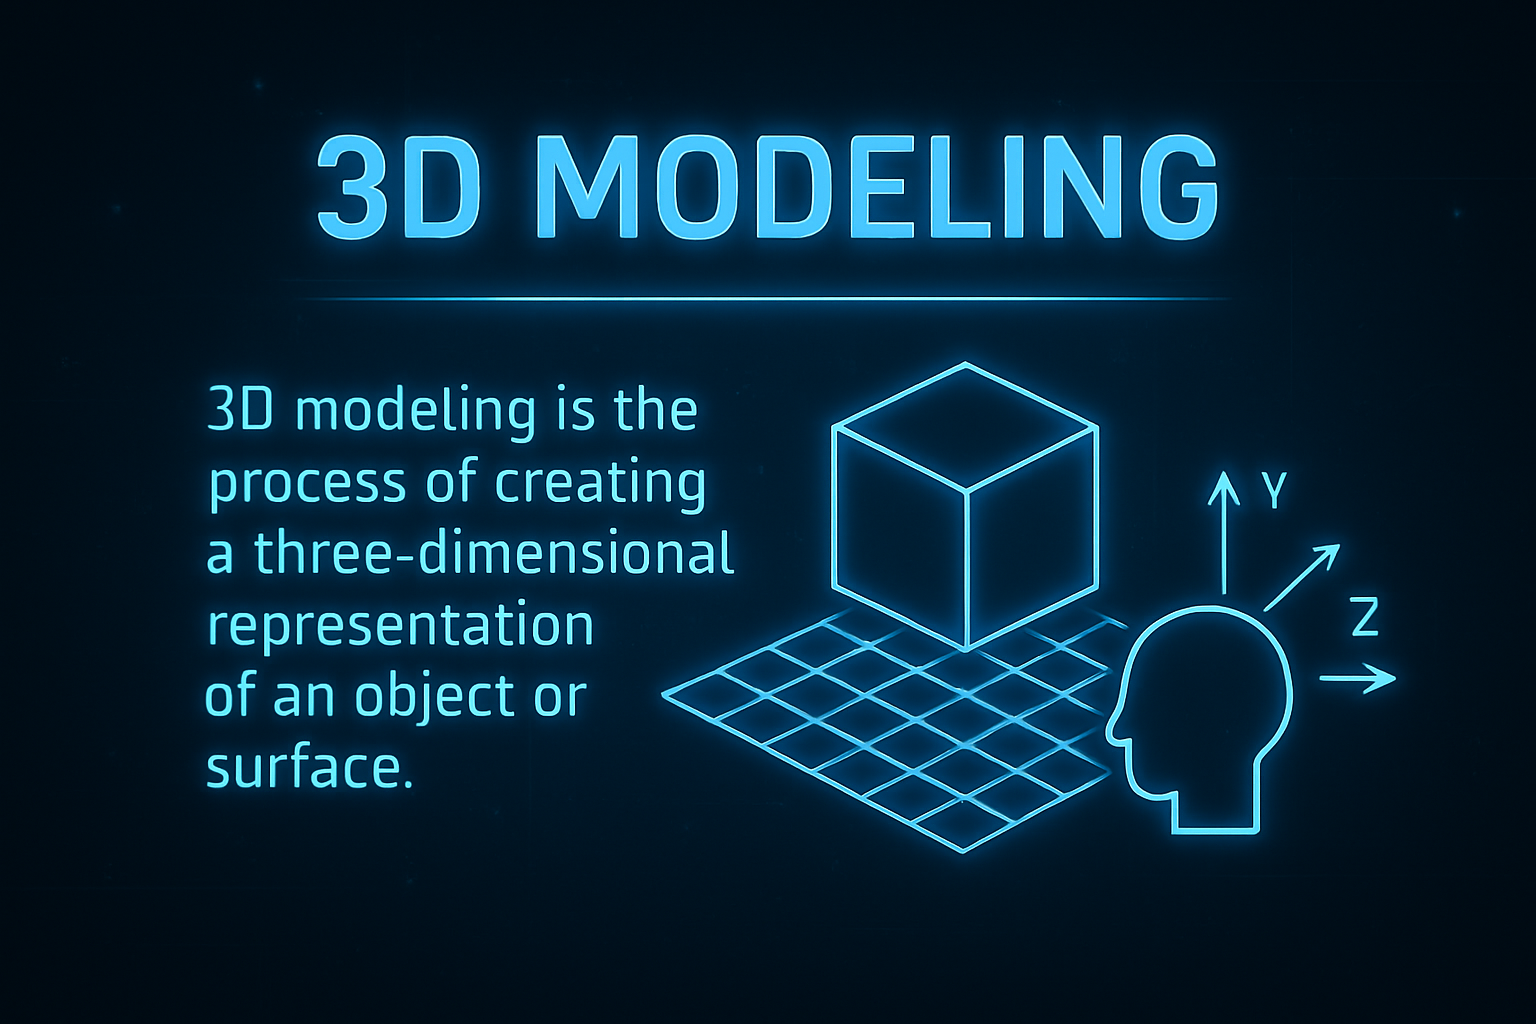 3D MODELING
3D modeling is the
process of creating
a three-dimensional
representation
of an object or
surface.
Y
Z